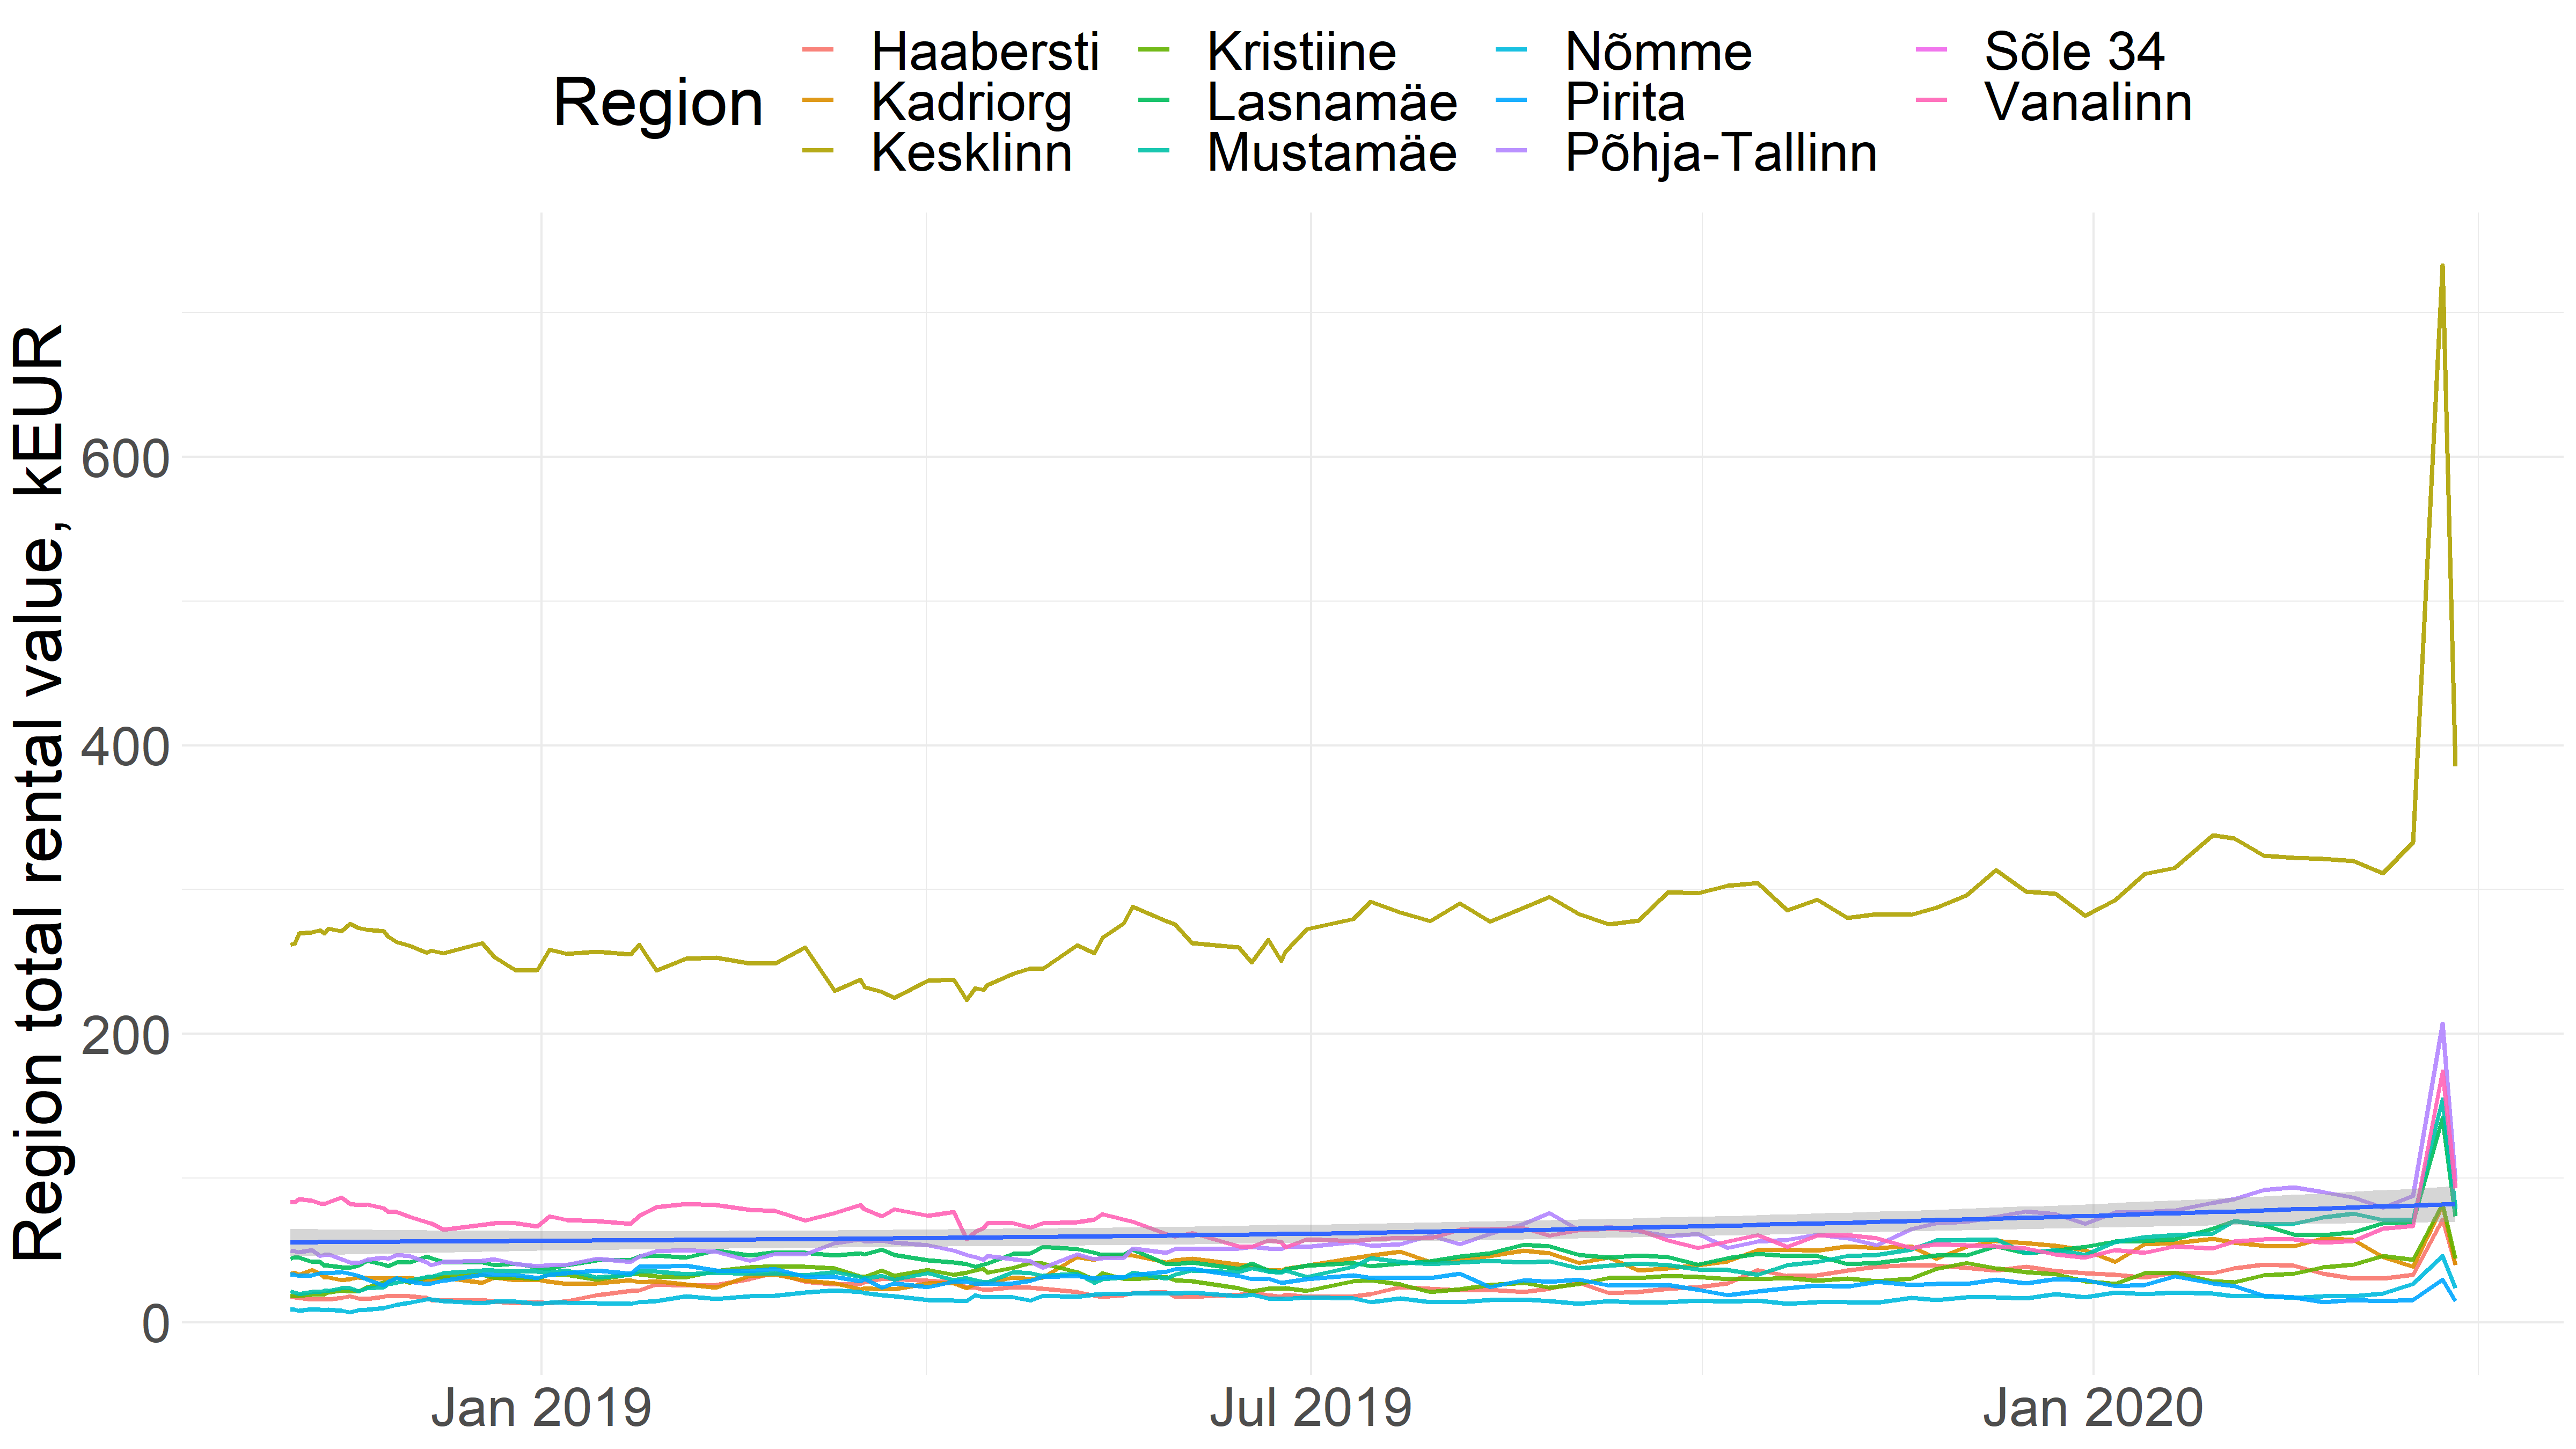 Region
Haabersti
Kadriorg
Kesklinn
Kristiine
Lasnamäe
Mustamäe
Nõmme
Pirita
Põhja-Tallinn
Sõle 34
Vanalinn
Region total rental value, kEUR
600
400
200
0
Jan 2019
Jul 2019
Jan 2020